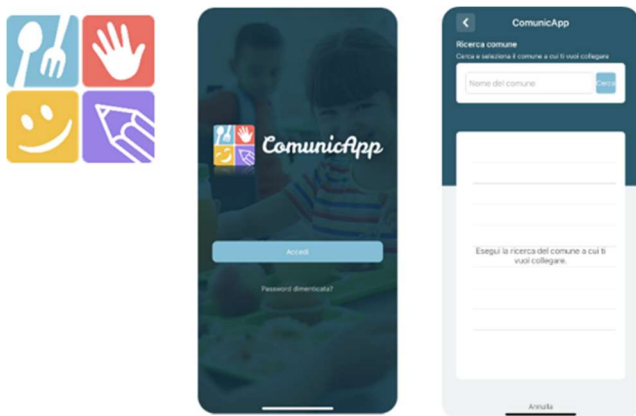 ComunicApp
Accedi
Password dimenticata?
ComunicApp
Ricerca comune
Cerca e seleziona il comune a cui ti vuoi collegare
Nome del comune
Cerca
Esegui la ricerca del comune a cui ti
vuoi collegare.
Annulla